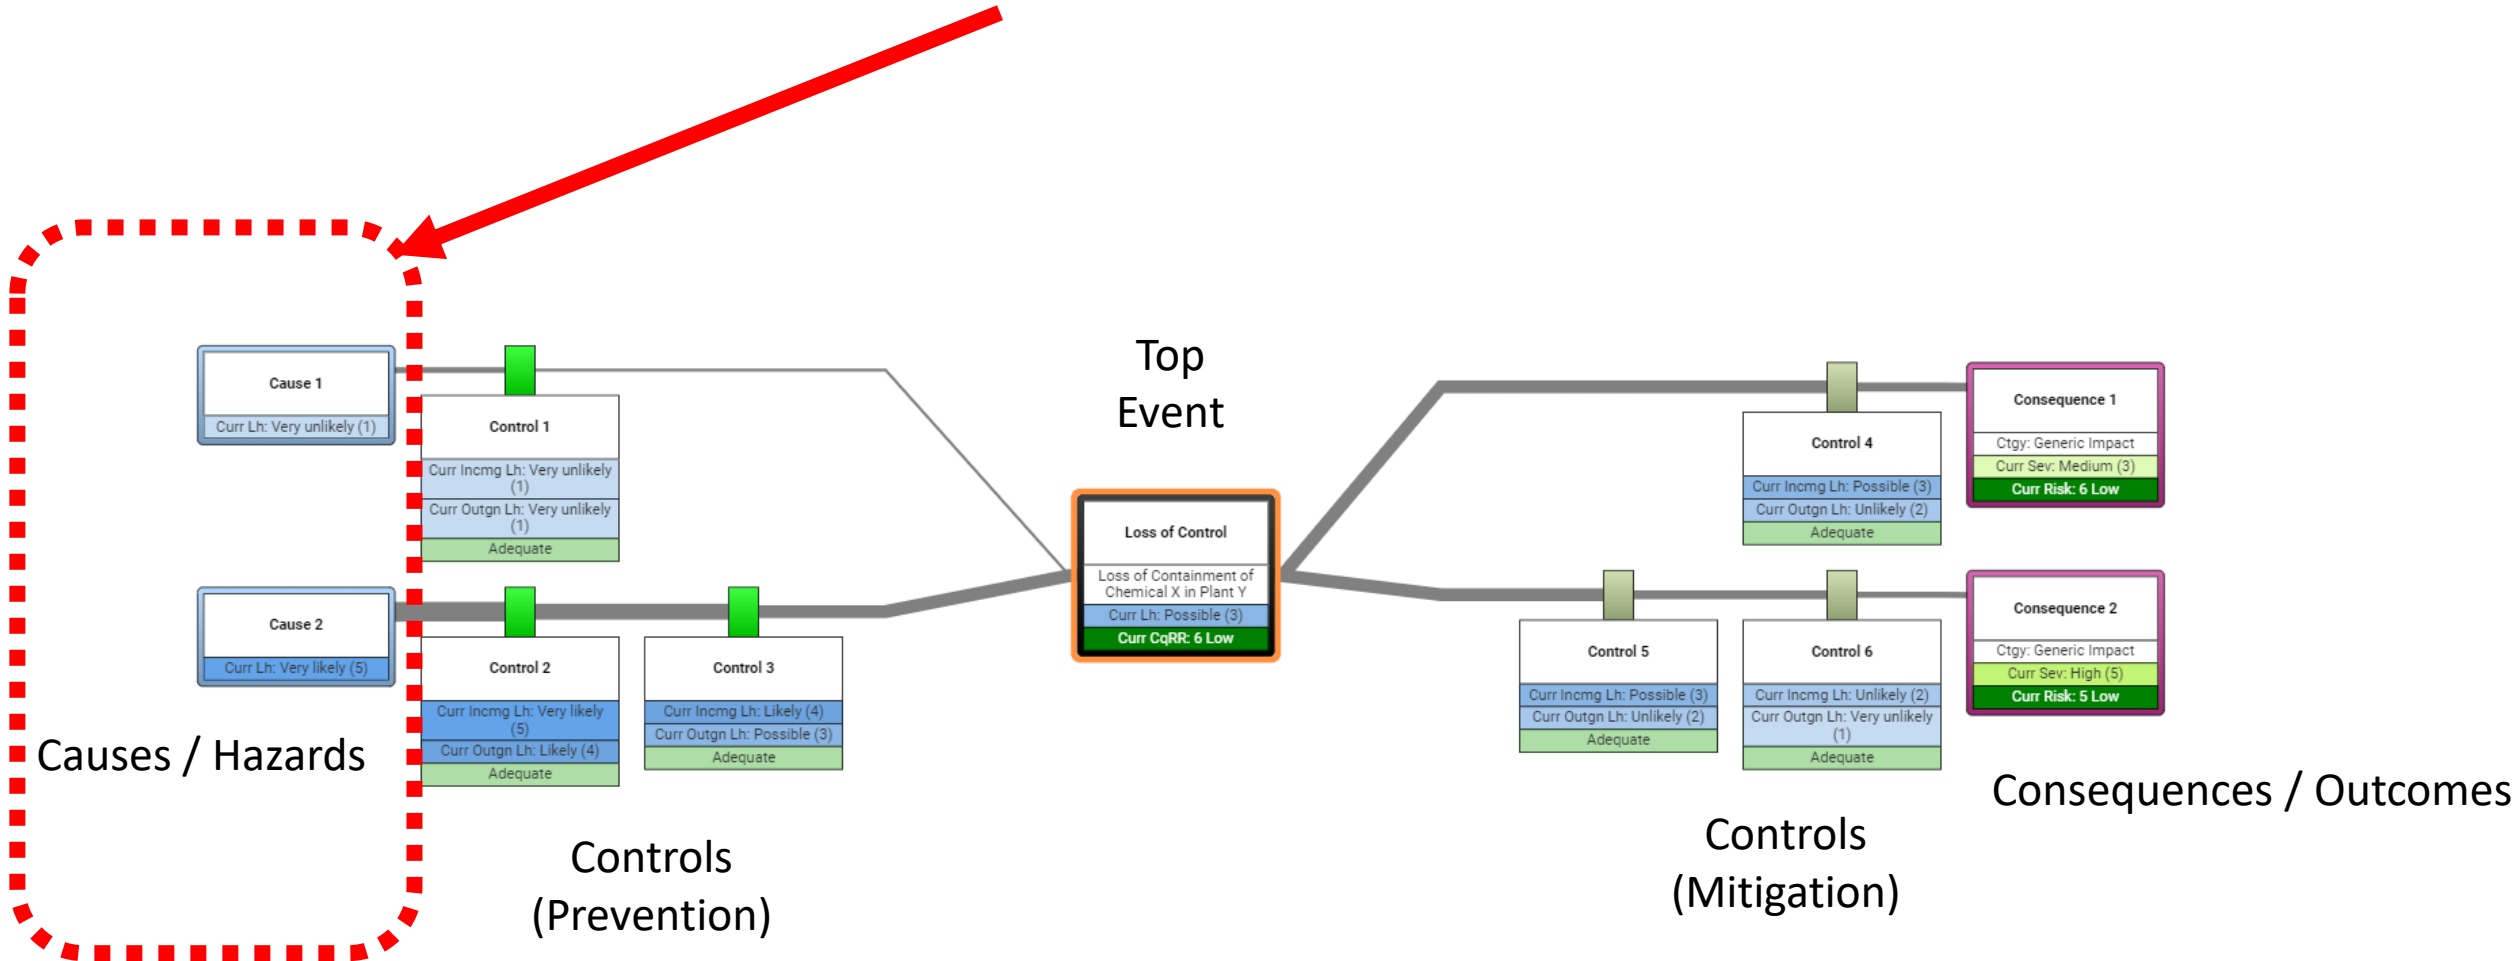 Top
Event
Cause 1
Curr Lh: Very unlikely (1)
Control 1
Curr Incmg Lh: Very unlikely
(1)
Curr Outgn Lh: Very unlikely
(1)
Adequate
Cause 2
Curr Lh: Very likely (5)
Control 2
Curr Incmg Lh: Very likely
(5)
Curr Outgn Lh: Likely (4)
Adequate
Control 3
Curr Incmg Lh: Likely (4)
Curr Outgn Lh: Possible (3)
Adequate
Causes / Hazards
Controls
(Prevention)
Loss of Control
Loss of Containment of
Chemical X in Plant Y
Curr Lh: Possible (3)
Curr CqRR: 6 Low
Control 4
Curr Incmg Lh: Possible (3)
Curr Outgn Lh: Unlikely (2)
Adequate
Consequence 1
Ctgy: Generic Impact
Curr Sev: Medium (3)
Curr Risk: 6 Low
Control 5
Curr Incmg Lh: Possible (3)
Curr Outgn Lh: Unlikely (2)
Adequate
Control 6
Curr Incmg Lh: Unlikely (2)
Curr Outgn Lh: Very unlikely
(1)
Adequate
Consequence 2
Ctgy: Generic Impact
Curr Sev: High (5)
Curr Risk: 5 Low
Consequences / Outcomes
Controls
(Mitigation)